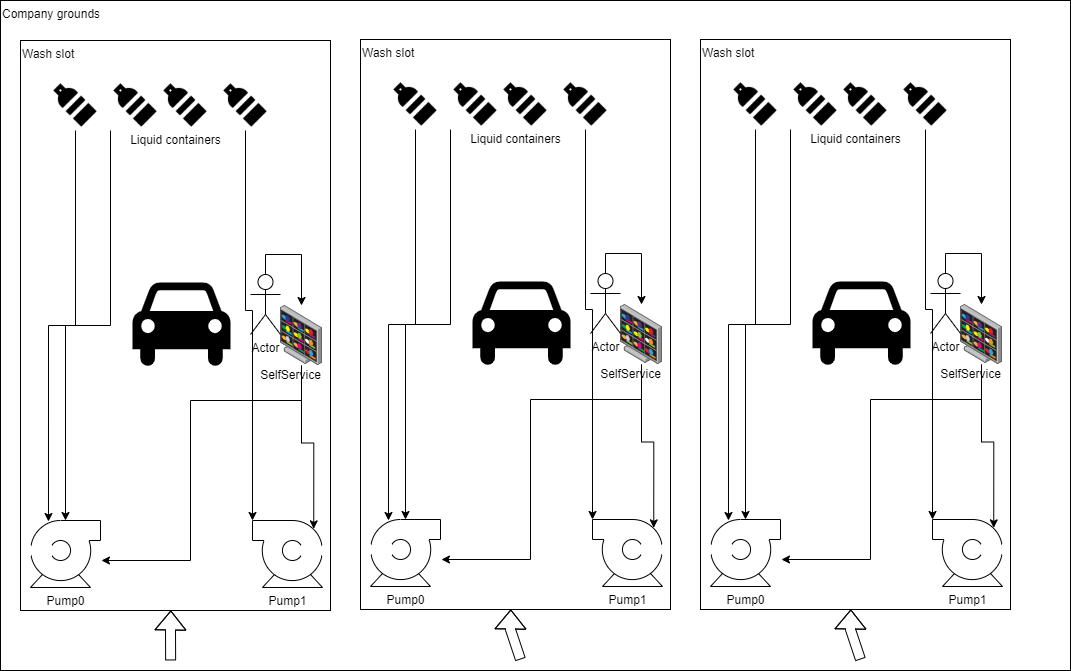 Company grounds
Wash slot
Wash slot
Wash slot
Liquid containers
Liquid containers
Liquid containers
Actor
Actor
Actor
SelfService
SelfService
SelfService
Pump0
Pump1
Pump0
Pump1
Pump0
Pump1